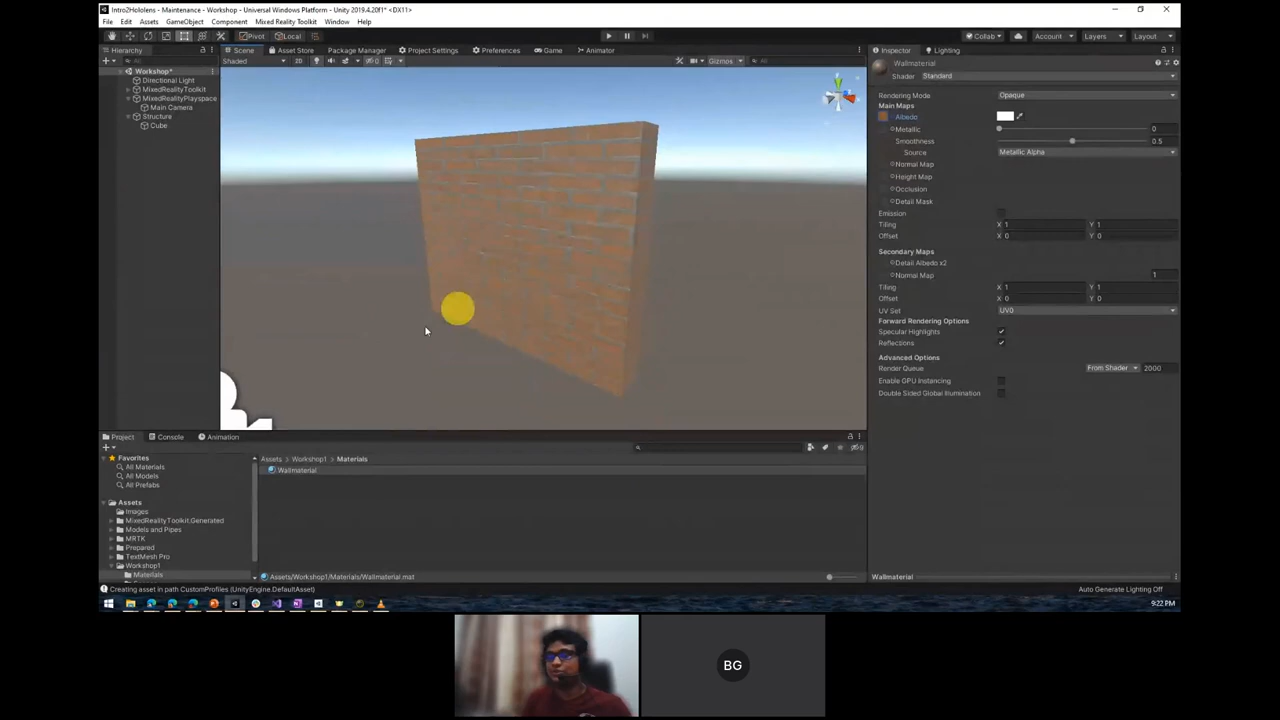 Intro2Hololens - Maintenance - Workshop - Universal Windows Platform - Unity 2019.4.20f1* <DX11>
File Edit Assets GameObject Component Mixed Reality Toolkit Window Help
Pivot Local Collab Account Layers Layout
Hierarchy Scene Asset Store Package Manager Project Settings Preferences Game Animator Inspector Lighting
All Shaded 2D Gizmos All
Workshop*
Directional Light
MixedRealityToolkit
MixedRealityPlayspace
Main Camera
Structure
Cube
Wallmaterial
Shader Standard
Rendering Mode Opaque
Main Maps
Albedo
Metallic 0
Smoothness 0.5
Source Metallic Alpha
Normal Map
Height Map
Occlusion
Detail Mask
Emission
Tiling X 1 Y 1
Offset X 0 Y 0
Secondary Maps
Detail Albedo x2
Normal Map 1
Tiling X 1 Y 1
Offset X 0 Y 0
UV Set UV0
Forward Rendering Options
Specular Highlights
Reflections
Advanced Options
Render Queue From Shader 2000
Enable GPU Instancing
Double Sided Global Illumination
Project Console Animation
Favorites
All Materials
All Models
All Prefabs
Assets
Images
MixedRealityToolkit.Generated
Models and Pipes
MRTK
Prepared
TextMesh Pro
Workshop1
Materials
Assets Workshop1 Materials
Wallmaterial
Assets/Workshop1/Materials/Wallmaterial.mat
Wallmaterial
Creating asset in path CustomProfiles (UnityEngine.DefaultAsset)
Auto Generate Lighting Off
9:22 PM
BG